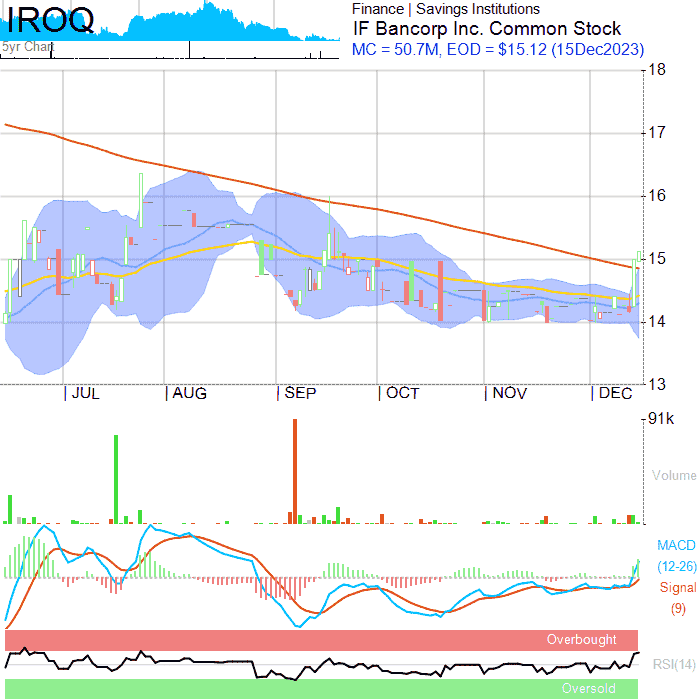 IROQ
5yr Chart
Finance | Savings Institutions
IF Bancorp Inc. Common Stock
MC = 50.7M, EOD = $15.12 (15Dec2023)
18
17
16
15
14
13
| JUL | AUG | SEP | OCT | NOV | DEC
91k
Volume
MACD
(12-26)
Signal
(9)
Overbought
RSI(14)
Oversold